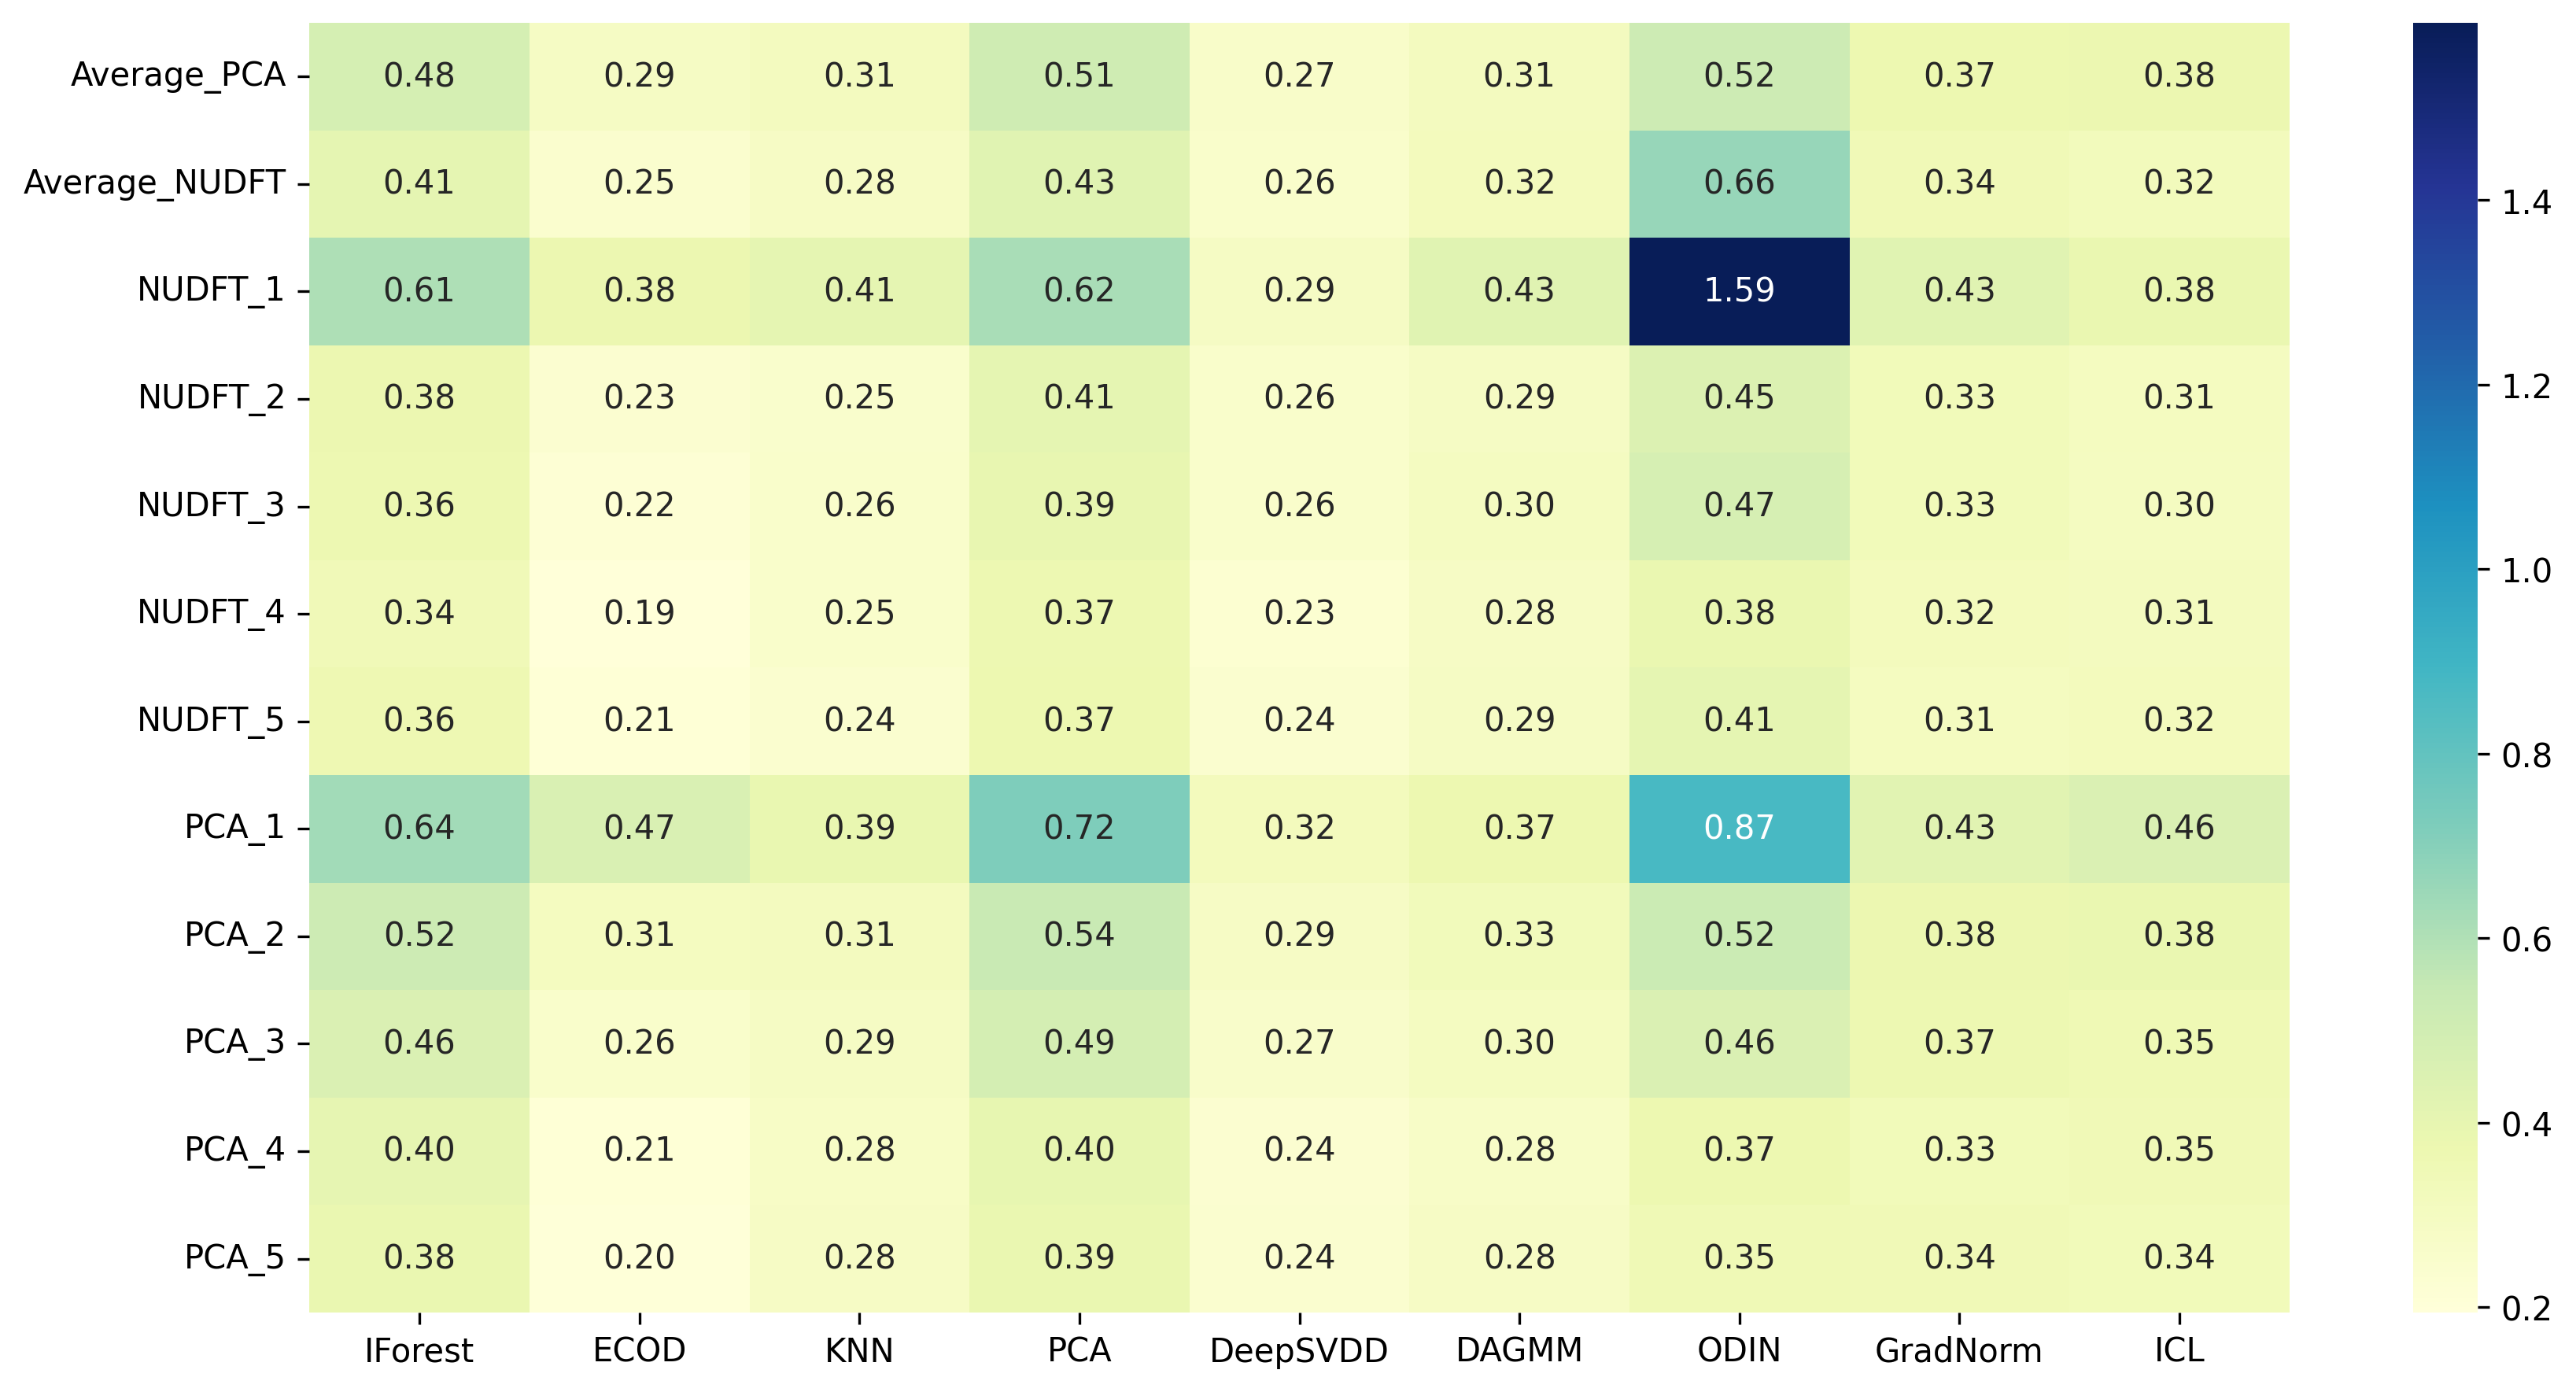 Average_PCA 0.48 0.29 0.31 0.51 0.27 0.31 0.52 0.37 0.38
Average_NUDFT 0.41 0.25 0.28 0.43 0.26 0.32 0.66 0.34 0.32
1.4
NUDFT_1 0.61 0.38 0.41 0.62 0.29 0.43 1.59 0.43 0.38
NUDFT_2 0.38 0.23 0.25 0.41 0.26 0.29 0.45 0.33 0.31
1.2
NUDFT_3 0.36 0.22 0.26 0.39 0.26 0.30 0.47 0.33 0.30
1.0
NUDFT_4 0.34 0.19 0.25 0.37 0.23 0.28 0.38 0.32 0.31
NUDFT_5 0.36 0.21 0.24 0.37 0.24 0.29 0.41 0.31 0.32
0.8
PCA_1 0.64 0.47 0.39 0.72 0.32 0.37 0.87 0.43 0.46
PCA_2 0.52 0.31 0.31 0.54 0.29 0.33 0.52 0.38 0.38
0.6
PCA_3 0.46 0.26 0.29 0.49 0.27 0.30 0.46 0.37 0.35
0.4
PCA_4 0.40 0.21 0.28 0.40 0.24 0.28 0.37 0.33 0.35
PCA_5 0.38 0.20 0.28 0.39 0.24 0.28 0.35 0.34 0.34
0.2
IForest ECOD KNN PCA DeepSVDD DAGMM ODIN GradNorm ICL